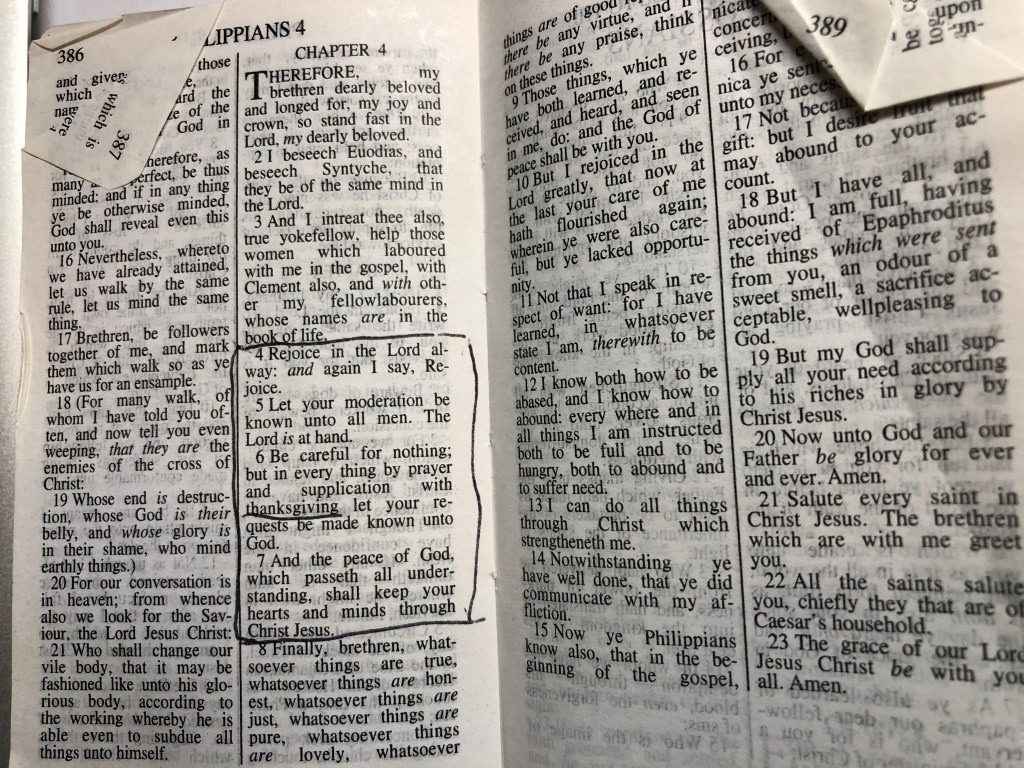 386
LIPPIANS 4
those
and given
which
ard the
e of the
God in
387
which is
were
herefore, as
many
erfect, be thus
minded: and if in any thing
ye be otherwise minded,
God shall reveal even this
unto you.
16 Nevertheless, whereto
we have already attained,
let us walk by the same
rule, let us mind the same
thing.
17 Brethren, be followers
together of me, and mark
them which walk so as ye
have us for an ensample.
18 (For many walk, of
whom I have told you of-
ten, and now tell you even
weeping, that they are the
enemies of the cross of
Christ:
19 Whose end is destruc-
tion, whose God is their
belly, and whose glory is
in their shame, who mind
earthly things.)
20 For our conversation is
in heaven; from whence
also we look for the Sav-
iour, the Lord Jesus Christ:
21 Who shall change our
vile body, that it may be
fashioned like unto his glo-
rious body, according to
the working whereby he is
able even to subdue all
things unto himself.
CHAPTER 4
THEREFORE, my
brethren dearly beloved
and longed for, my joy and
crown, so stand fast in the
Lord, my dearly beloved.
2 I beseech Euodias, and
beseech Syntyche, that
they be of the same mind in
the Lord.
3 And I intreat thee also,
true yokefellow, help those
women which laboured
with me in the gospel, with
Clement also, and with oth-
er my fellowlabourers,
whose names are in the
book of life.
4 Rejoice in the Lord al-
way: and again I say, Re-
joice.
5 Let your moderation be
known unto all men. The
Lord is at hand.
6 Be careful for nothing;
but in every thing by prayer
and supplication with
thanksgiving let your re-
quests be made known unto
God.
7 And the peace of God,
which passeth all under-
standing, shall keep your
hearts and minds through
Christ Jesus.
8 Finally, brethren, what-
soever things are true,
whatsoever things are hon-
est, whatsoever things are
just, whatsoever things are
pure, whatsoever things
are lovely, whatsoever
things are of good
there be any virtue, and if
there be any praise, think
on these things.
9 Those things, which ye
have both learned, and re-
ceived, and heard, and seen
in me, do: and the God of
peace shall be with you.
10 But I rejoiced in the
Lord greatly, that now at
the last your care of me
hath flourished again;
wherein ye were also care-
ful, but ye lacked opportu-
nity.
11 Not that I speak in re-
spect of want: for I have
learned, in whatsoever
state I am, therewith to be
content.
12 I know both how to be
abased, and I know how to
abound: every where and in
all things I am instructed
both to be full and to be
hungry, both to abound and
to suffer need.
13 I can do all things
through Christ which
strengtheneth me.
14 Notwithstanding ye
have well done, that ye did
communicate with my af-
fliction.
15 Now ye Philippians
know also, that in the be-
ginning of the gospel,
389
upon
ceiving,
16 For
nica ye sent
unto my neces
17 Not because
gift: but I desire fruit that
may abound to your ac-
count.
18 But I have all, and
abound: I am full, having
received of Epaphroditus
the things which were sent
from you, an odour of a
sweet smell, a sacrifice ac-
ceptable, wellpleasing to
God.
19 But my God shall sup-
ply all your need according
to his riches in glory by
Christ Jesus.
20 Now unto God and our
Father be glory for ever
and ever. Amen.
21 Salute every saint in
Christ Jesus. The brethren
which are with me greet
you.
22 All the saints salute
you, chiefly they that are of
Caesar's household.
23 The grace of our Lord
Jesus Christ be with you
all. Amen.